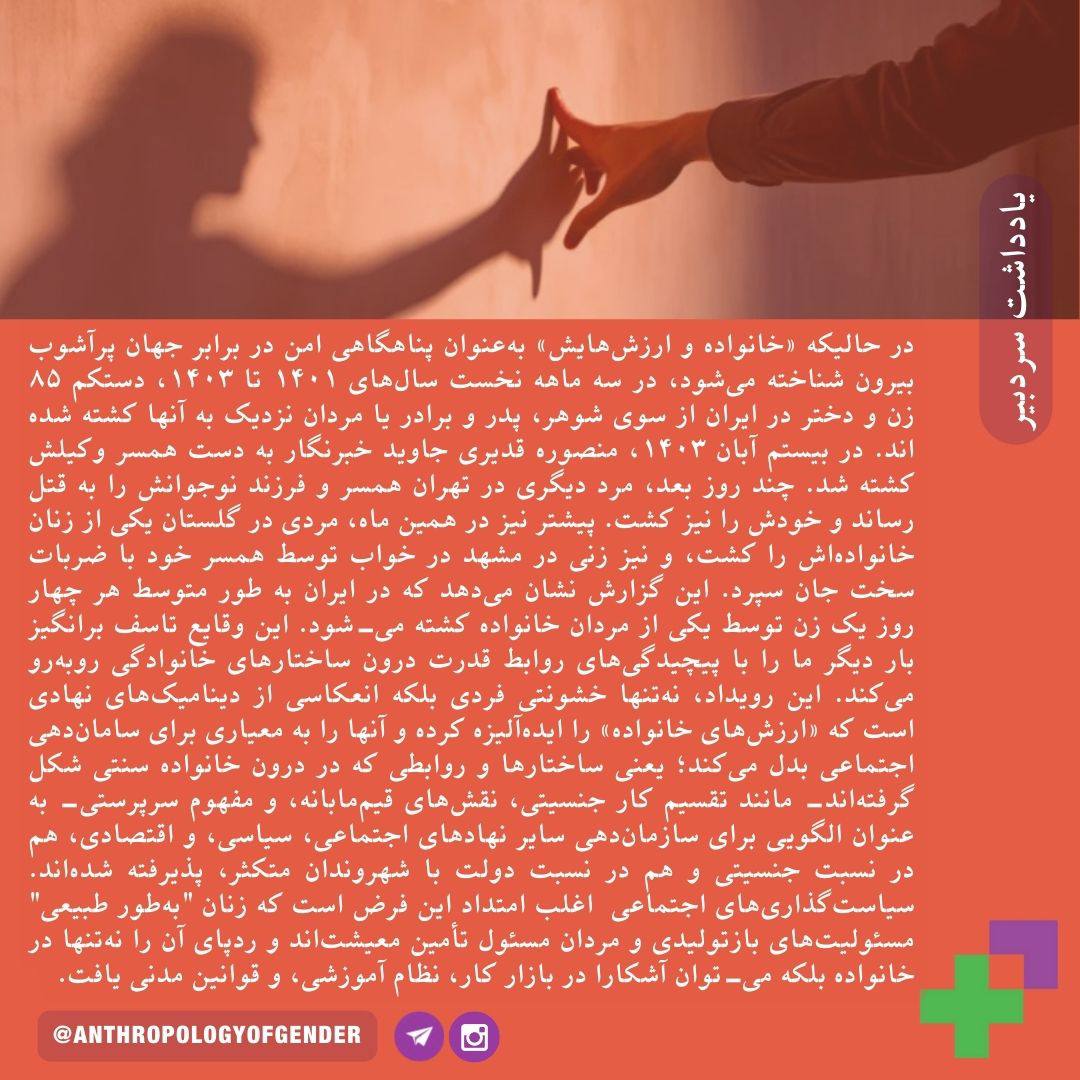 یادداشت سردبیر
در حالیکه «خانواده و ارزش‌هایش» به‌عنوان پناهگاهی امن در برابر جهان پرآشوب
بیرون شناخته می‌شود، در سه ماهه نخست سال‌های ۱۴۰۱ تا ۱۴۰۳، دستکم ۸۵
زن و دختر در ایران از سوی شوهر، پدر و برادر یا مردان نزدیک به آنها کشته شده
اند. در بیستم آبان ۱۴۰۳، منصوره قدیری جاوید خبرنگار به دست همسر وکیلش
کشته شد. چند روز بعد، مرد دیگری در تهران همسر و فرزند نوجوانش را به قتل
رساند و خودش را نیز کشت. پیشتر نیز در همین ماه، مردی در گلستان یکی از زنان
خانواده‌اش را کشت، و نیز زنی در مشهد در خواب توسط همسر خود با ضربات
سخت جان سپرد. این گزارش نشان می‌دهد که در ایران به طور متوسط هر چهار
روز یک زن توسط یکی از مردان خانواده کشته می‌ـشود. این وقایع تاسف برانگیز
بار دیگر ما را با پیچیدگی‌های روابط قدرت درون ساختارهای خانوادگی روبه‌رو
می‌کند. این رویداد، نه‌تنها خشونتی فردی بلکه انعکاسی از دینامیک‌های نهادی
است که «ارزش‌های خانواده» را ایده‌آلیزه کرده و آنها را به معیاری برای سامان‌دهی
اجتماعی بدل می‌کند؛ یعنی ساختارها و روابطی که در درون خانواده سنتی شکل
گرفته‌اندـ مانند تقسیم کار جنسیتی، نقش‌های قیم‌مابانه، و مفهوم سرپرستی‌ـ به
عنوان الگویی برای سازمان‌دهی سایر نهادهای اجتماعی، سیاسی، و اقتصادی، هم
در نسبت جنسیتی و هم در نسبت دولت با شهروندان متکثر، پذیرفته شده‌اند.
سیاست‌گذاری‌های اجتماعی اغلب امتداد این فرض است که زنان "به‌طور طبیعی"
مسئولیت‌های بازتولیدی و مردان مسئول تأمین معیشت‌اند و ردپای آن را نه‌تنها در
خانواده بلکه می‌ـتوان آشکارا در بازار کار، نظام آموزشی، و قوانین مدنی یافت.
@ANTHROPOLOGYOFGENDER